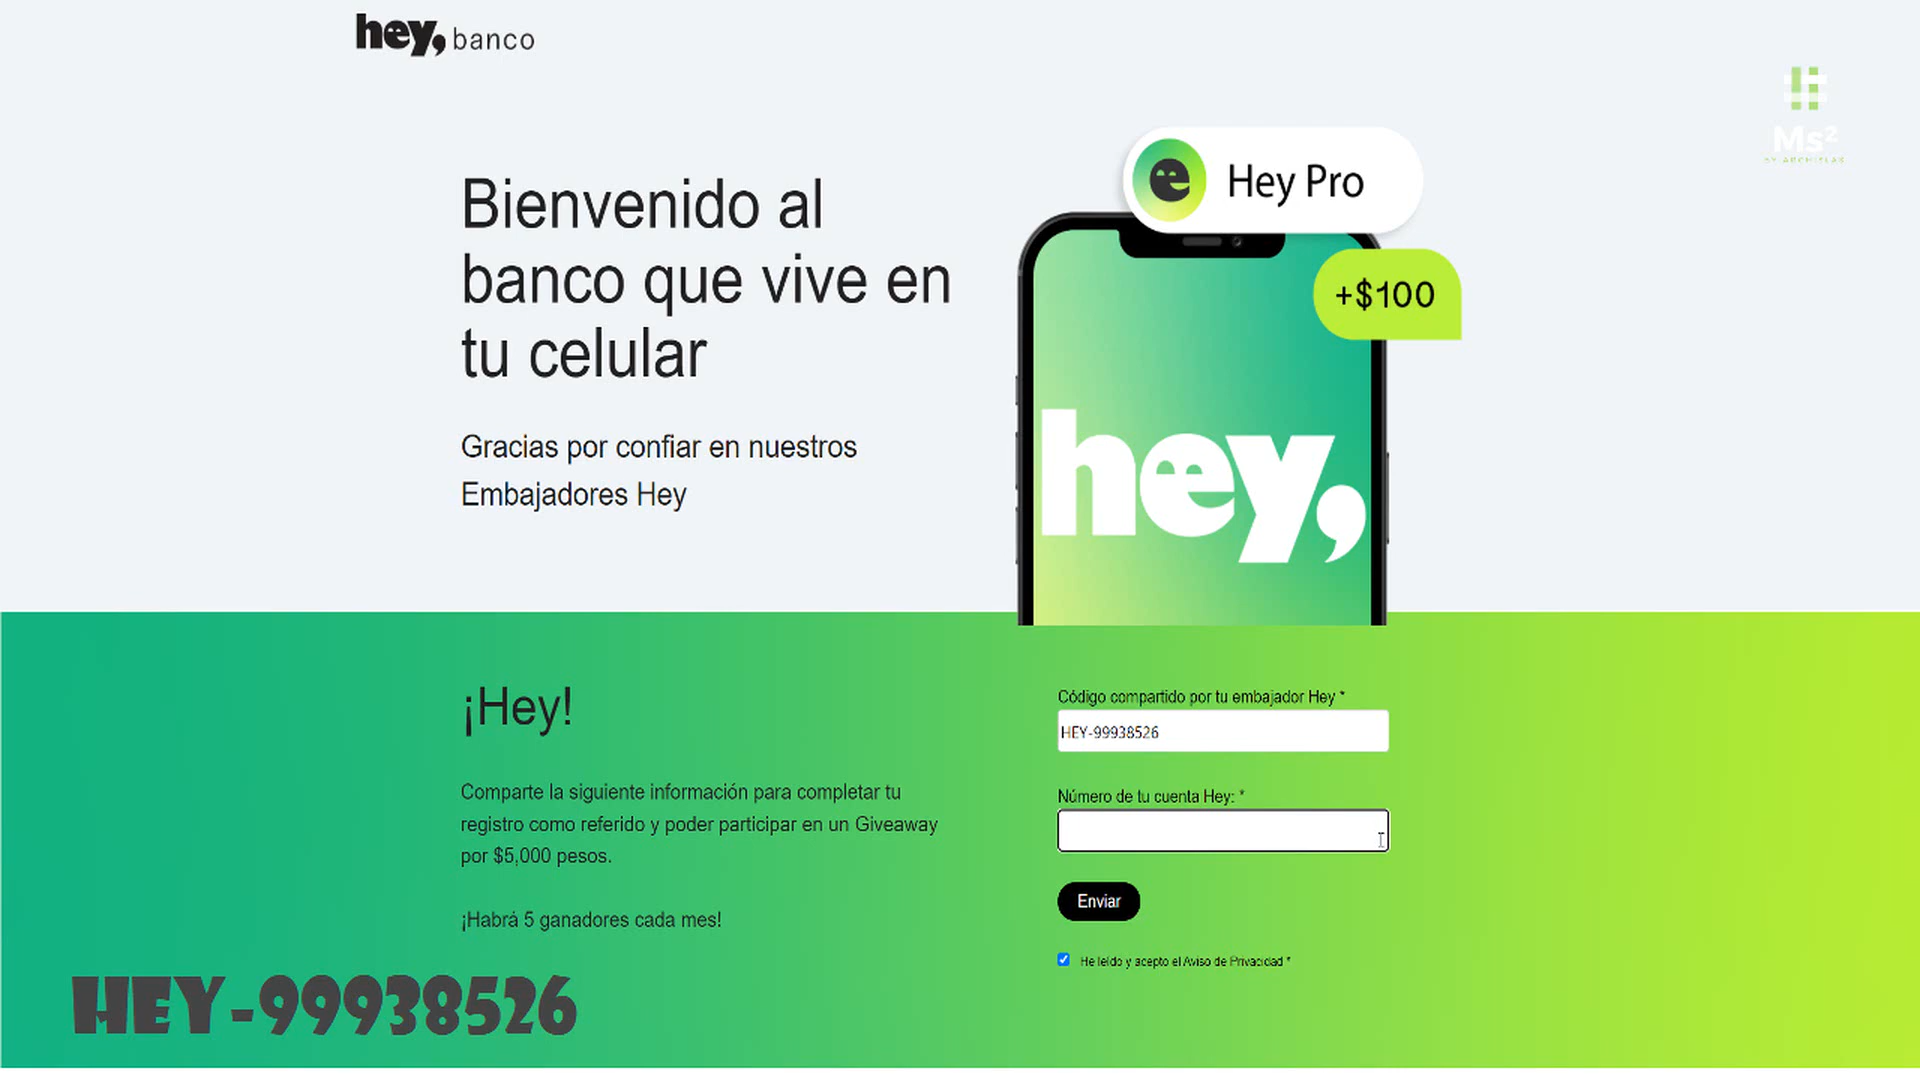 hey, banco
Ms²
BY ARCHITLAB
Hey Pro
+$100
Bienvenido al
banco que vive en
tu celular
Gracias por confiar en nuestros
Embajadores Hey
hey,
¡Hey!
Comparte la siguiente información para completar tu
registro como referido y poder participar en un Giveaway
por $5,000 pesos.
¡Habrá 5 ganadores cada mes!
Código compartido por tu embajador Hey *
HEY-99938526
Número de tu cuenta Hey: *
Enviar
He leído y acepto el Aviso de Privacidad *
HEY-99938526